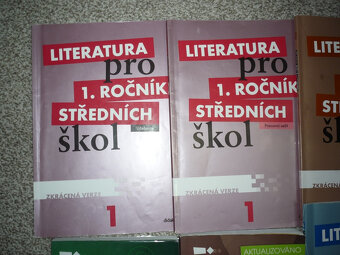 LITERATURA
pro
1. ROČNÍK
STŘEDNÍCH
škol
Učebnice
ZKRÁCENÁ VERZE
1
LITERATURA
pro
1. ROČNÍK
STŘEDNÍCH
škol
Pracovní sešit
ZKRÁCENÁ VERZE
1
AKTUALIZOVÁNO
LI